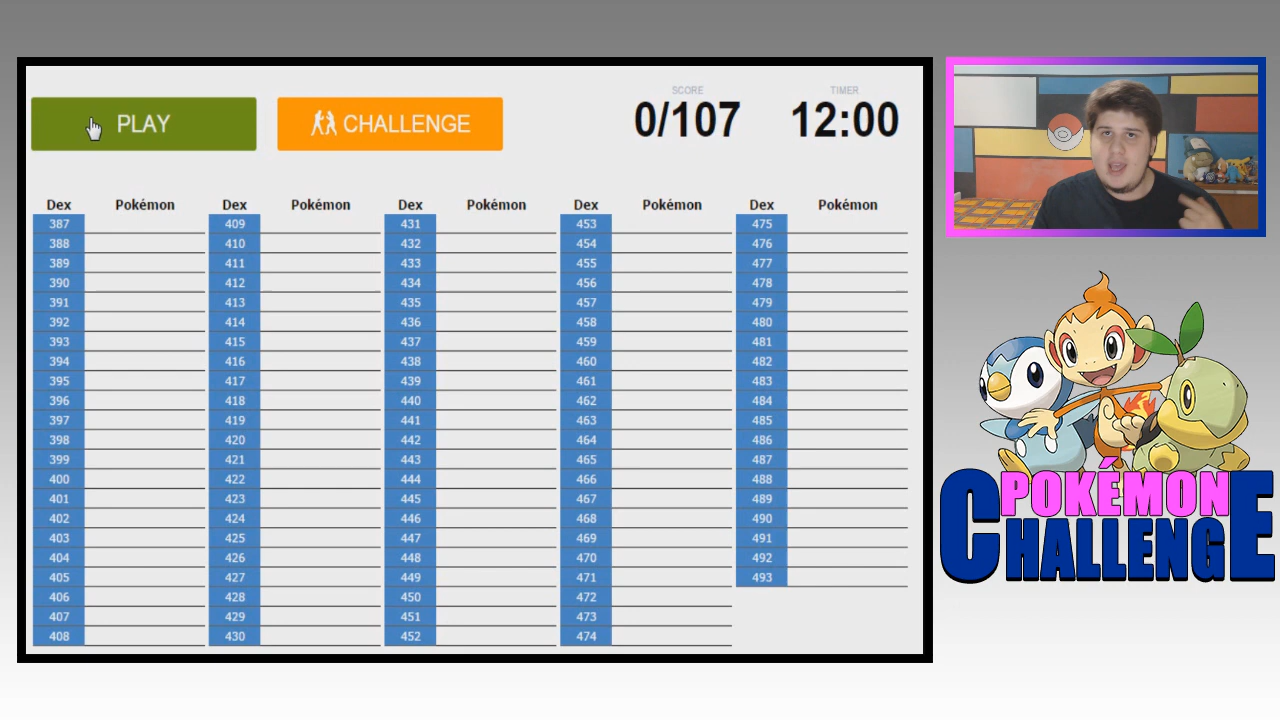 PLAY
CHALLENGE
SCORE
0/107
TIMER
12:00
Dex Pokémon Dex Pokémon Dex Pokémon Dex Pokémon Dex Pokémon
387 409 431 453 475
388 410 432 454 476
389 411 433 455 477
390 412 434 456 478
391 413 435 457 479
392 414 436 458 480
393 415 437 459 481
394 416 438 460 482
395 417 439 461 483
396 418 440 462 484
397 419 441 463 485
398 420 442 464 486
399 421 443 465 487
400 422 444 466 488
401 423 445 467 489
402 424 446 468 490
403 425 447 469 491
404 426 448 470 492
405 427 449 471 493
406 428 450 472
407 429 451 473
408 430 452 474
POKÉMON
CHALLENGE